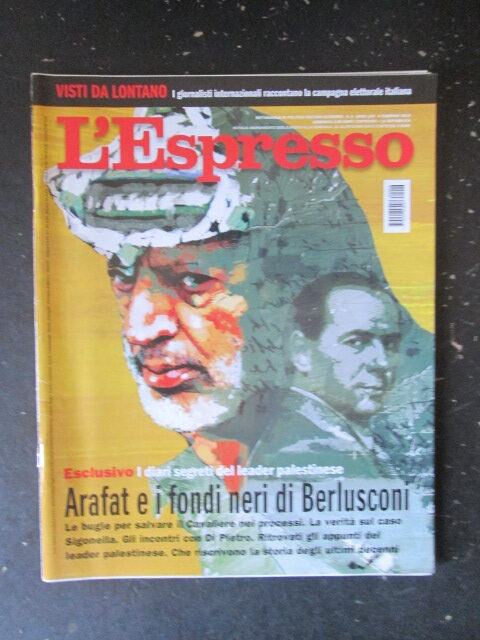 VISTI DA LONTANO I giornalisti internazionali raccontano la campagna elettorale italiana
L'Espresso
Esclusivo I diari segreti del leader palestinese
Arafat e i fondi neri di Berlusconi
Le bugie per salvare il Cavaliere nei processi. La verità sul caso
Sigonella. Gli incontri con Di Pietro. Ritrovati gli appunti del
leader palestinese. Che riscrivono la storia degli ultimi decenni